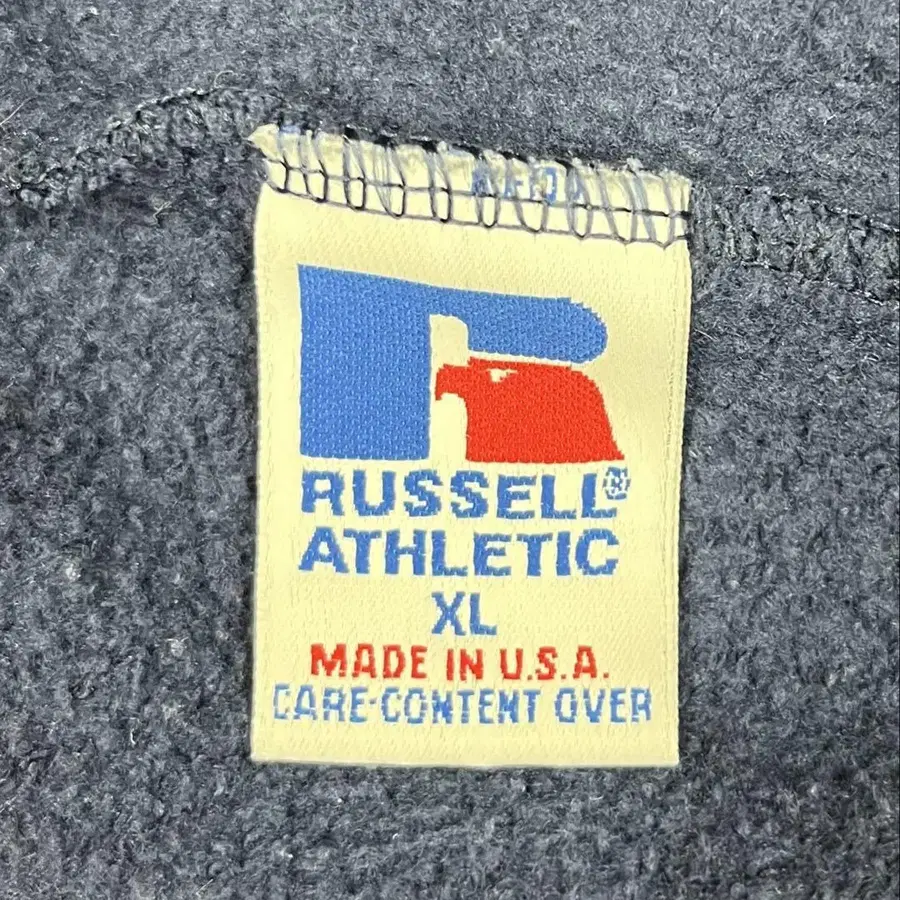 RUSSELL®
ATHLETIC
XL
MADE IN U.S.A.
CARE-CONTENT OVER